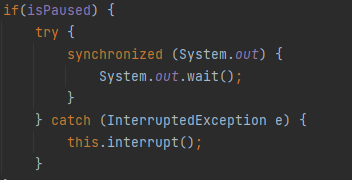 if(isPaused) {
try {
synchronized (System.out) {
System.out.wait();
}
} catch (InterruptedException e) {
this.interrupt();
}